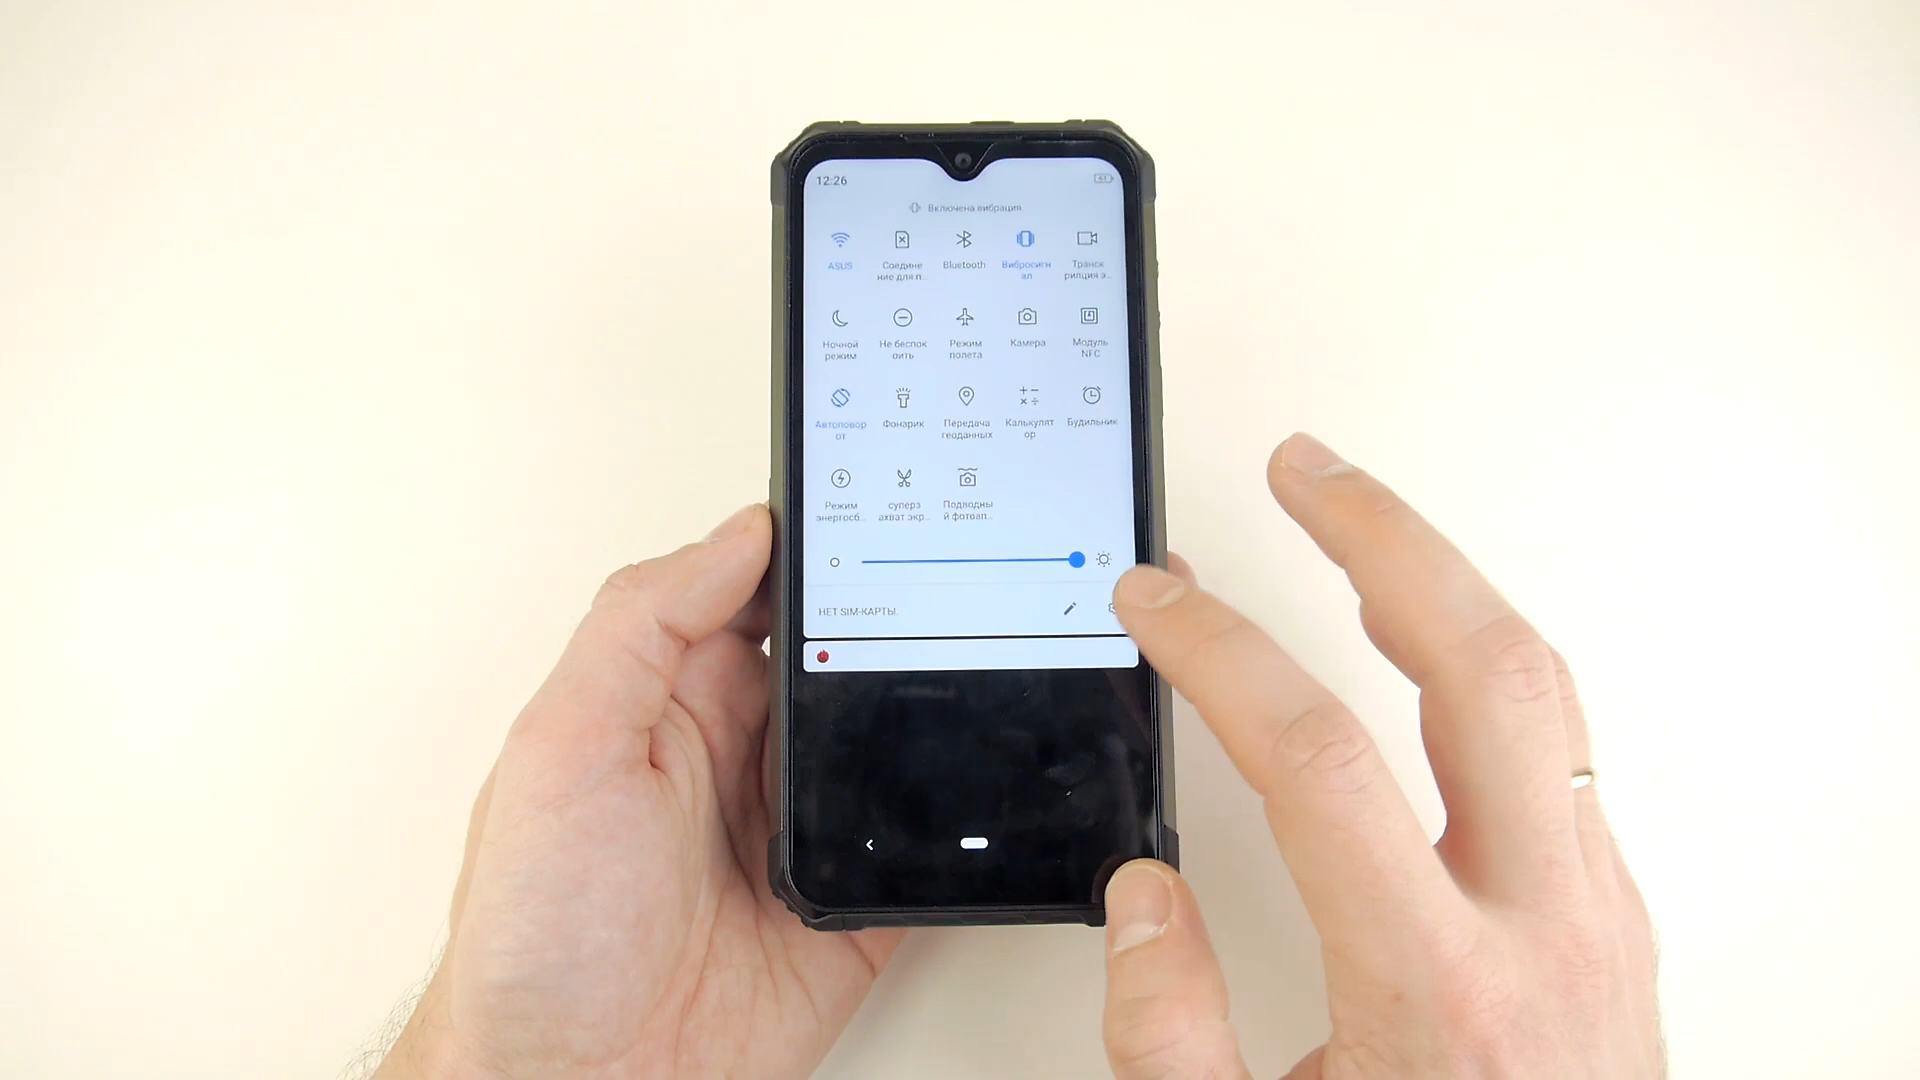 12:26
Включена вибрация
ASUS
Соедине
ние для п...
Bluetooth
Вибросигн
ал
Транск
рипция э...
Ночной
режим
Не беспок
оить
Режим
полета
Камера
Модуль
NFC
Автоповор
от
Фонарик
Передача
геоданных
Калькулят
ор
Будильник
Режим
энергосб...
суперз
ахват экр...
Подводны
й фотоап...
НЕТ SIM-КАРТЫ.